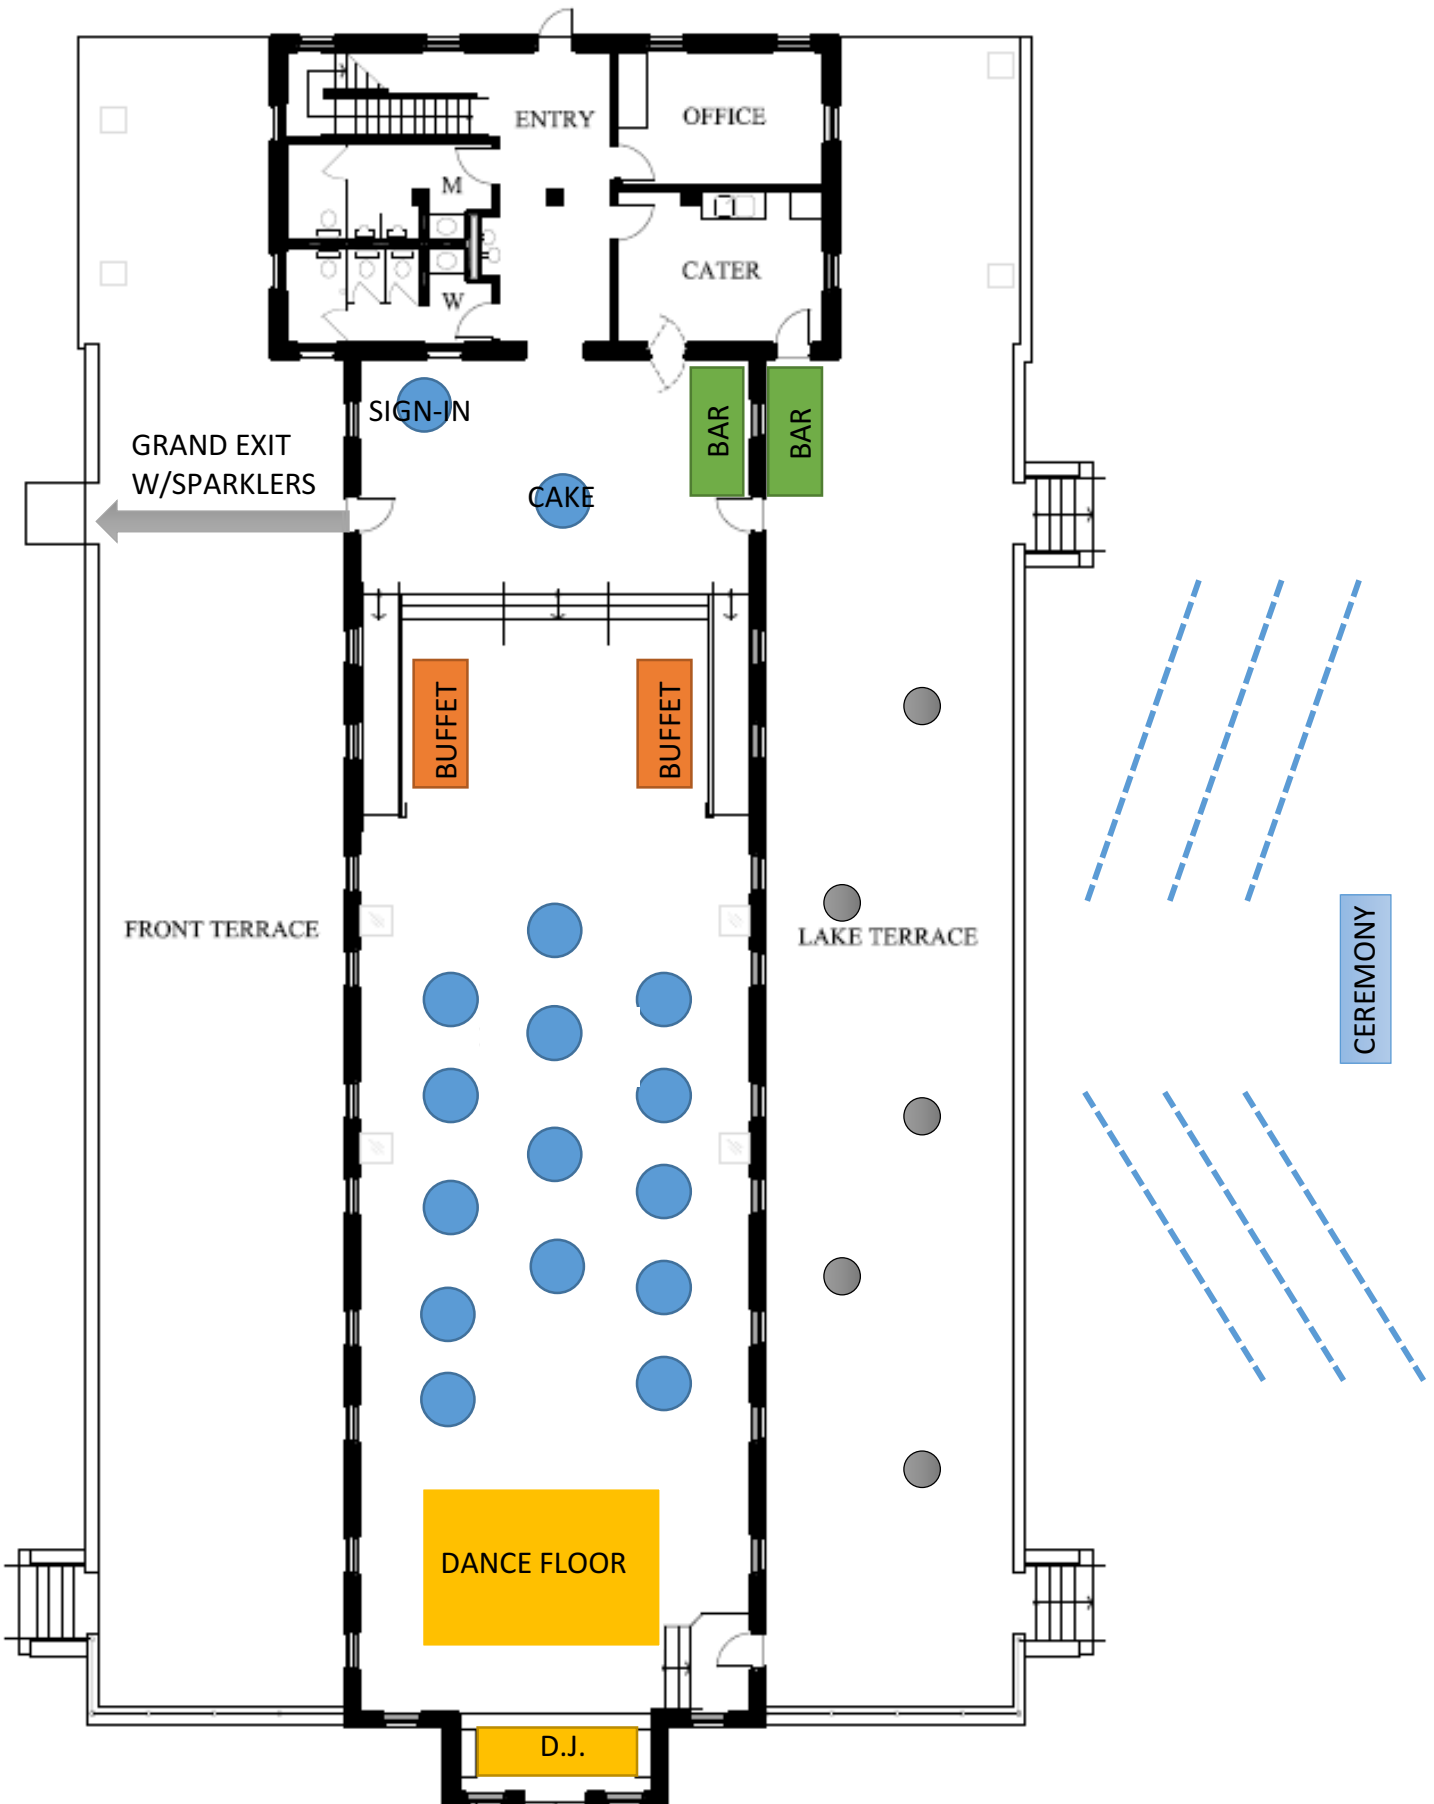 ENTRY
OFFICE
M
CATER
W
SIGN-IN
BAR
BAR
GRAND EXIT
W/SPARKLERS
CAKE
BUFFET
BUFFET
FRONT TERRACE
LAKE TERRACE
CEREMONY
DANCE FLOOR
D.J.